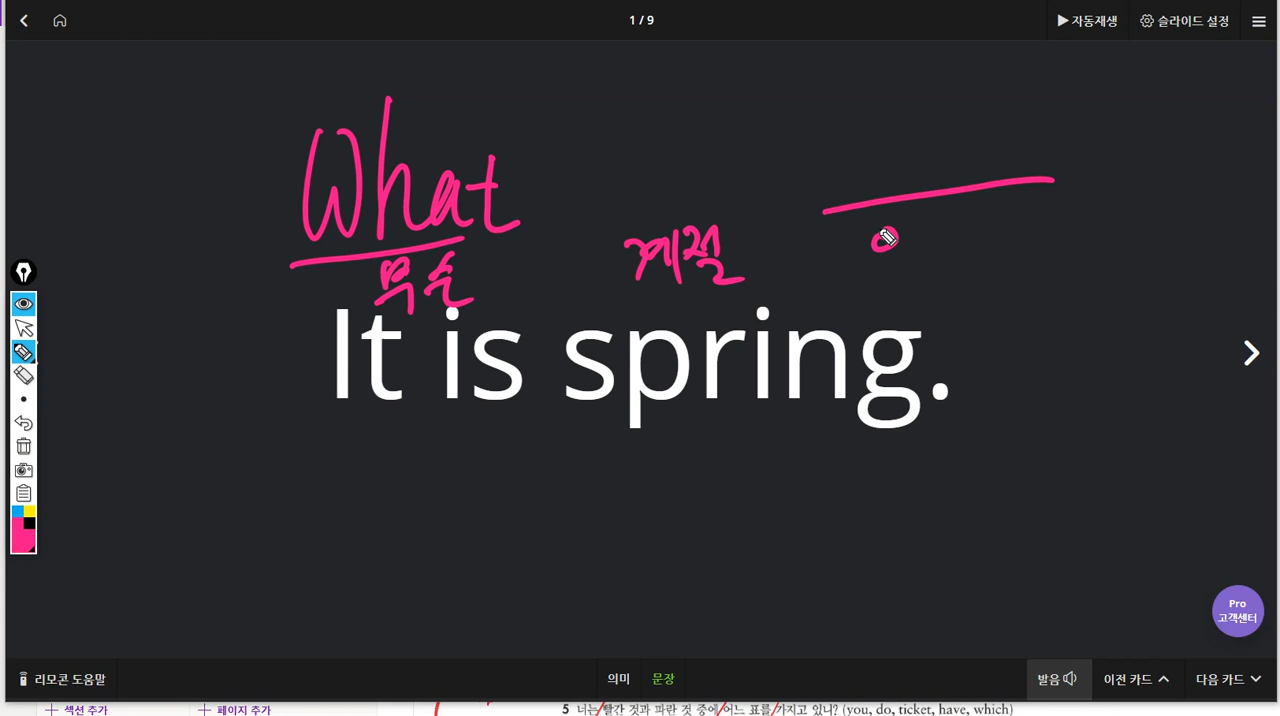 1 / 9
▶자동재생
슬라이드 설정
What
무슨
계절
It is spring.
Pro
고객센터
리모콘 도움말
의미
문장
발음
이전 카드
다음 카드
섹션 추가
페이지 추가
5 너는 빨간 것과 파란 것 중에 어느 표를 가지고 있니? (you, do, ticket, have, which)